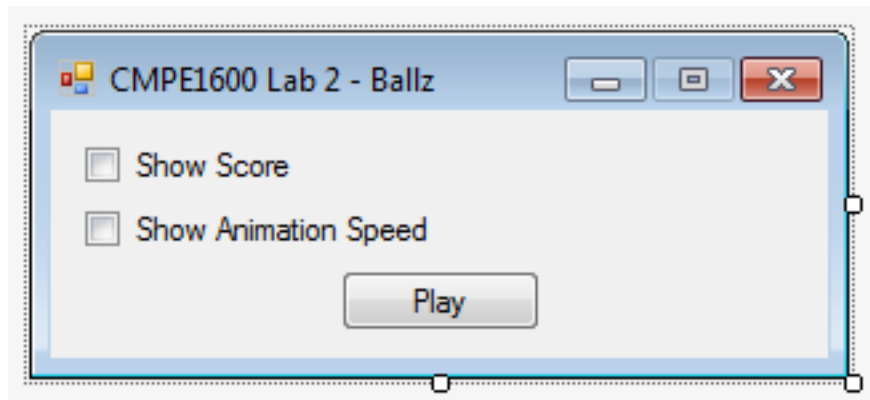 CMPE1600 Lab 2 - Ballz
Show Score
Show Animation Speed
Play